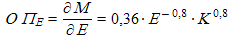 О П_E = ∂M/∂E = 0,36 · E^{−0,8} · K^{0,8}